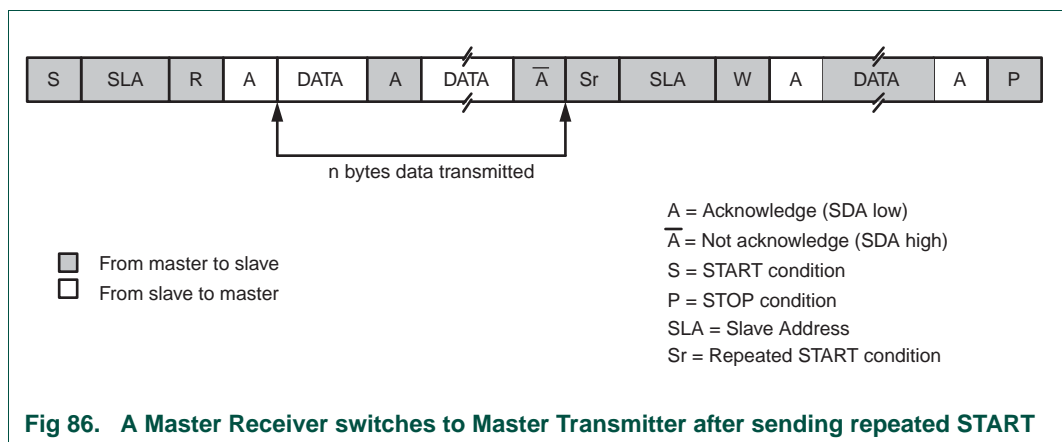 S SLA R A DATA A DATA A̅ Sr SLA W A DATA A P
n bytes data transmitted
From master to slave
From slave to master
A = Acknowledge (SDA low)
A̅ = Not acknowledge (SDA high)
S = START condition
P = STOP condition
SLA = Slave Address
Sr = Repeated START condition
Fig 86. A Master Receiver switches to Master Transmitter after sending repeated START